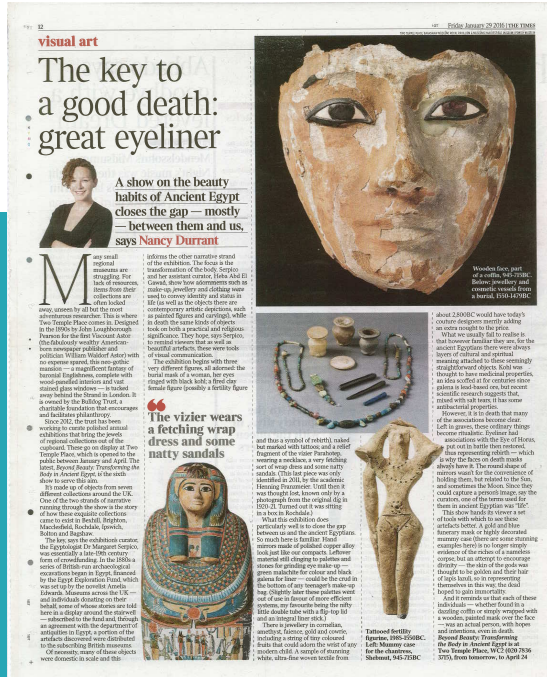 12
Friday January 29 2016 | THE TIMES
visual art
The key to
a good death:
great eyeliner
A show on the beauty
habits of Ancient Egypt
closes the gap — mostly
— between them and us,
says Nancy Durrant
Many small
regional
museums are
struggling. For
lack of resources,
items from their
collections are
often locked
away, unseen by all but the most
adventurous researcher. This is where
Two Temple Place comes in. Designed
in the 1890s by John Loughborough
Pearson for the first Viscount Astor
(the fabulously wealthy American-
born newspaper publisher and
politician William Waldorf Astor) with
no expense spared, this neo-gothic
mansion — a magnificent fantasy of
baronial Englishness, complete with
wood-panelled interiors and vast
stained glass windows — is tucked
away behind the Strand in London. It
is owned by the Bulldog Trust, a
charitable foundation that encourages
and facilitates philanthropy.
Since 2012, the trust has been
working to create polished annual
exhibitions that bring the jewels
of regional collections out of the
cupboard. These go on display at Two
Temple Place, which is opened to the
public between January and April. The
latest, Beyond Beauty: Transforming the
Body in Ancient Egypt, is the sixth
show to serve this aim.
It's made up of objects from seven
different collections around the UK.
One of the two strands of narrative
running through the show is the story
of how these exquisite collections
came to exist in Bexhill, Brighton,
Macclesfield, Rochdale, Ipswich,
Bolton and Bagshaw.
The key, says the exhibition's curator,
the Egyptologist Dr Margaret Serpico,
was essentially a late-19th century
form of crowdfunding. In the 1880s a
series of British-run archaeological
excavations began in Egypt, financed
by the Egypt Exploration Fund, which
was set up by the novelist Amelia
Edwards. Museums across the UK —
and individuals donating on their
behalf, some of whose stories are told
here in a display around the stairwell
— subscribed to the fund and, through
an agreement with the department of
antiquities in Egypt, a portion of the
artefacts discovered were distributed
to the subscribing British museums.
Of necessity, many of these objects
were domestic in scale and this
informs the other narrative strand
of the exhibition. The focus is the
transformation of the body. Serpico
and her assistant curator, Heba Abd El
Gawad, show how adornments such as
make-up, jewellery and clothing were
used to convey identity and status in
life (as well as the objects there are
contemporary artistic depictions, such
as painted figures and carvings), while
in death the same kinds of objects
took on both a practical and religious
significance. They hope, says Serpico,
to remind viewers that as well as
beautiful artefacts, these were tools
of visual communication.
The exhibition begins with three
very different figures, all adorned: the
burial mask of a woman, her eyes
ringed with black kohl; a fired clay
female figure (possibly a fertility figure
The vizier wears
a fetching wrap
dress and some
natty sandals
and thus a symbol of rebirth), naked
but marked with tattoos; and a relief
fragment of the vizier Parahotep,
wearing a necklace, a very fetching
sort of wrap dress and some natty
sandals. (This last piece was only
identified in 2011, by the academic
Henning Franzmeier. Until then it
was thought lost, known only by a
photograph from the original dig in
1920-21. Turned out it was sitting
in a box in Rochdale.)
What this exhibition does
particularly well is to close the gap
between us and the ancient Egyptians.
So much here is familiar. Hand
mirrors made of polished copper alloy
look just like our compacts. Leftover
material still clinging to palettes and
stones for grinding eye make-up —
green malachite for colour and black
galena for liner — could be the crud in
the bottom of any teenager's make-up
bag. (Slightly later these palettes went
out of use in favour of more efficient
systems, my favourite being the nifty
little double tube with a flip-top lid
and an integral liner stick.)
There is jewellery in cornelian,
amethyst, faience, gold and cowrie,
including a string of tiny coloured
fruits that could adorn the wrist of any
modern child. A sample of stunning
white, ultra-fine woven textile from
Wooden face, part
of a coffin, 945-715BC.
Below: jewellery and
cosmetic vessels from
a burial, 1550-1479BC
about 2,800BC would have today's
couture designers merrily adding
an extra nought to the price.
What we usually fail to realise is
that however familiar they are, for the
ancient Egyptians there were always
layers of cultural and spiritual
meaning attached to these seemingly
straightforward objects. Kohl was
thought to have medicinal properties,
an idea scoffed at for centuries since
galena is lead-based but, recent
scientific research suggests that,
mixed with salt tears, it has some
antibacterial properties.
However, it is to death that many
of the associations become clear.
Left in graves, these ordinary things
become ritualistic. Eyeliner had
associations with the Eye of Horus,
put out in battle then restored,
thus representing rebirth — which
is why the faces on death masks
always have it. The round shape of
mirrors wasn't for the convenience of
holding them, but related to the Sun,
and sometimes the Moon. Since they
could capture a person's image, say the
curators, one of the terms used for
them in ancient Egyptian was "life".
This show hands its viewer a set
of tools with which to see these
artefacts better. A gold and blue
funerary mask or highly decorated
mummy case (there are some stunning
examples here) is no longer simply
evidence of the riches of a nameless
corpse, but an attempt to encourage
divinity — the skin of the gods was
thought to be golden and their hair
of lapis lazuli, so in representing
themselves in this way, the dead
hoped to gain immortality.
And it reminds us that each of these
individuals — whether found in a
dazzling coffin or simply wrapped with
a wooden, painted mask over the face
— was an actual person, with hopes
and intentions, even in death.
Beyond Beauty: Transforming
the Body in Ancient Egypt is at
Two Temple Place, WC2 (020 7836
3715), from tomorrow, to April 24
Tattooed fertility
figurine, 1985-1550BC.
Left: Mummy case
for the chantress,
Shebmut, 945-715BC